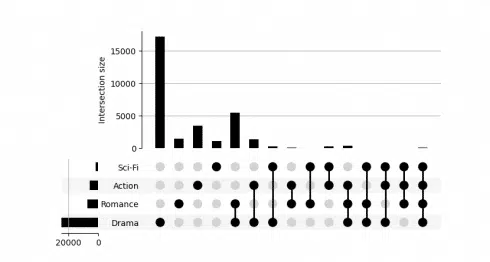 15000
10000
5000
0
Intersection size
Sci-Fi
Action
Romance
Drama
20000 0